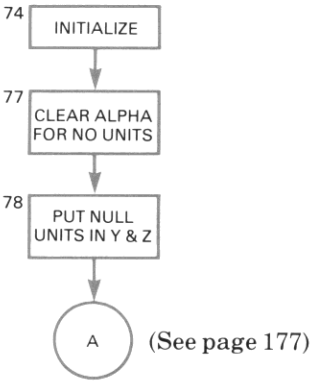 74
INITIALIZE
77
CLEAR ALPHA
FOR NO UNITS
78
PUT NULL
UNITS IN Y & Z
A (See page 177)